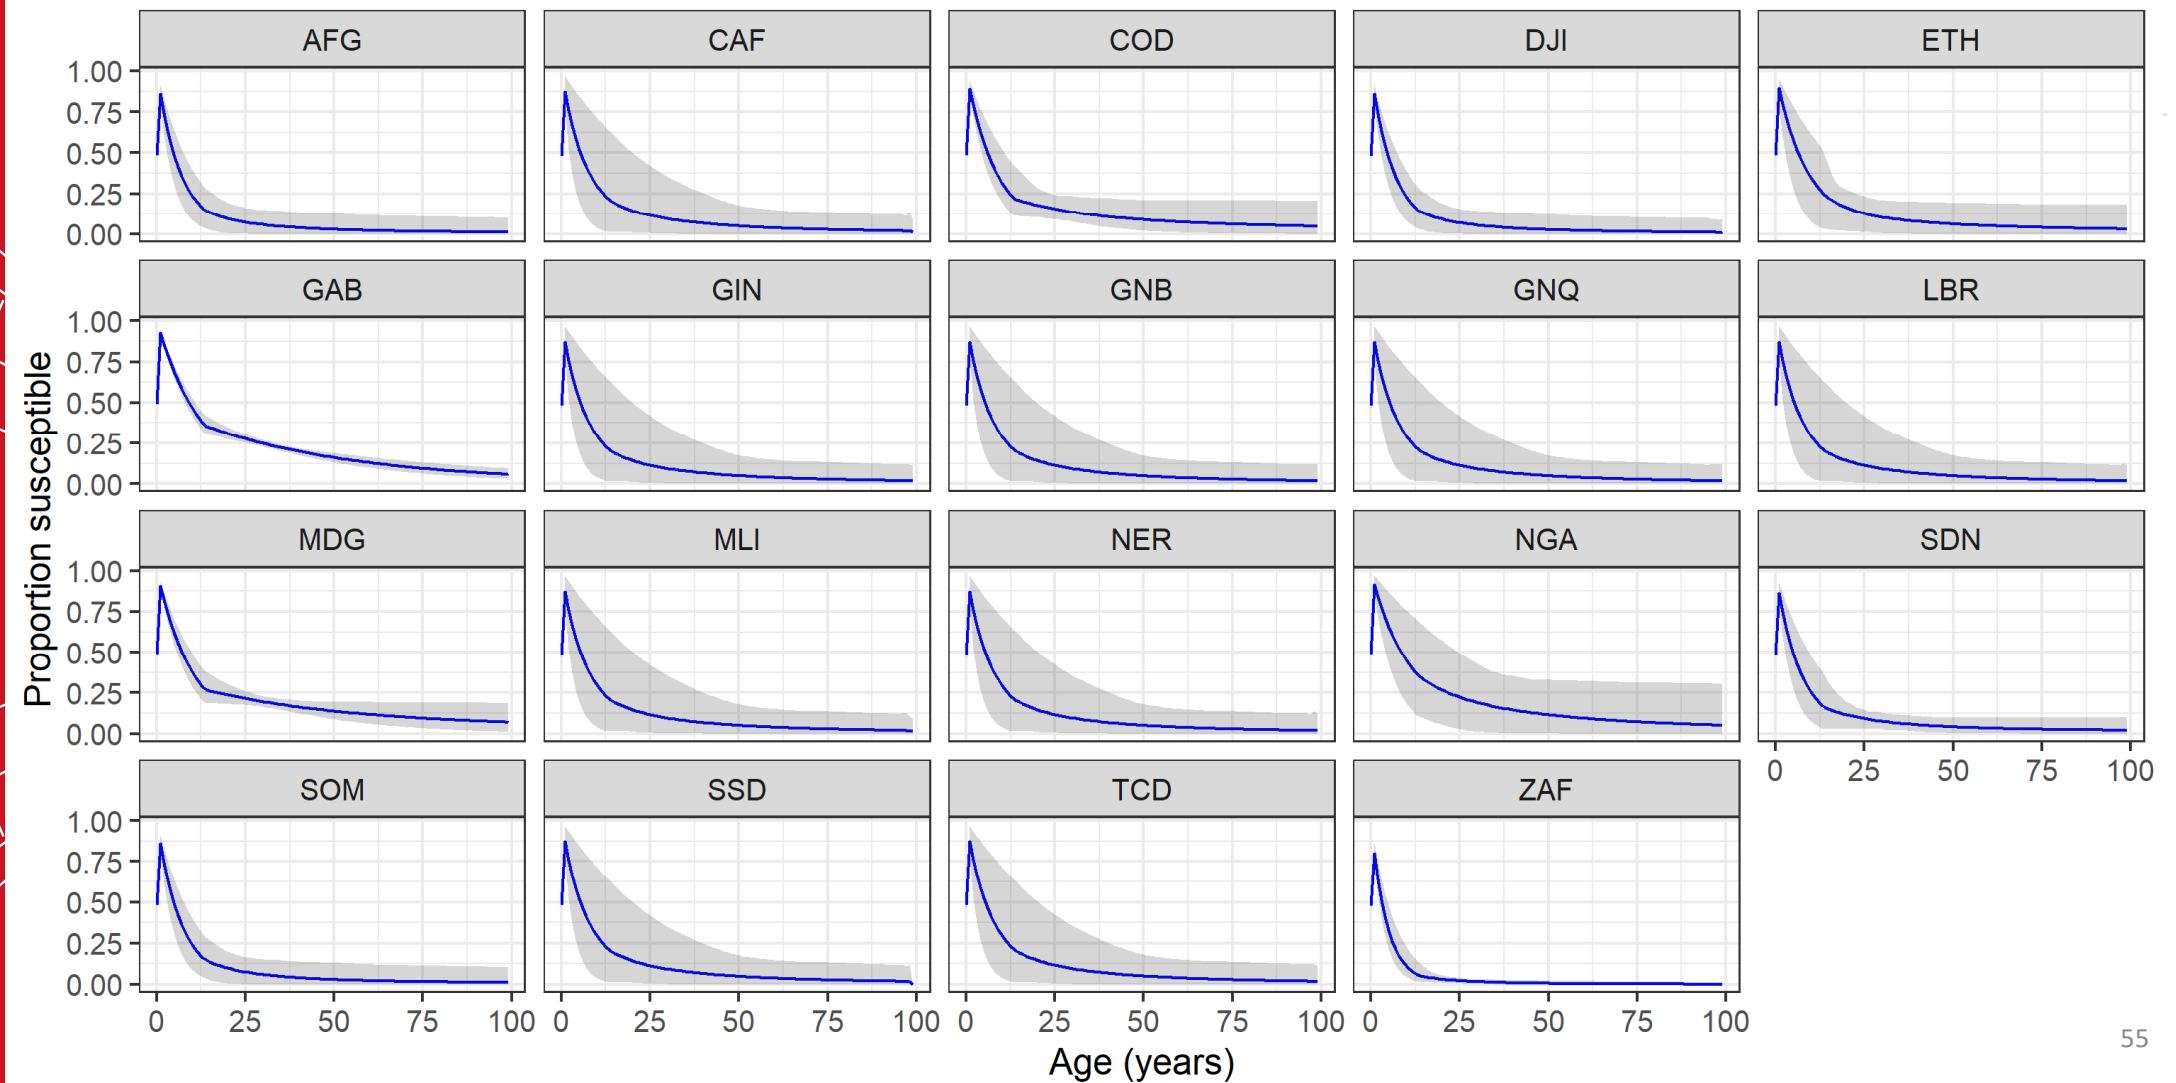 AFG CAF COD DJI ETH
1.00
0.75
0.50
0.25
0.00
GAB GIN GNB GNQ LBR
1.00
0.75
0.50
0.25
0.00
MDG MLI NER NGA SDN
1.00
0.75
0.50
0.25
0.00
0 25 50 75 100
SOM SSD TCD ZAF
1.00
0.75
0.50
0.25
0.00
0 25 50 75 100 0 25 50 75 100 0 25 50 75 100 0 25 50 75 100
Proportion susceptible
Age (years)
55